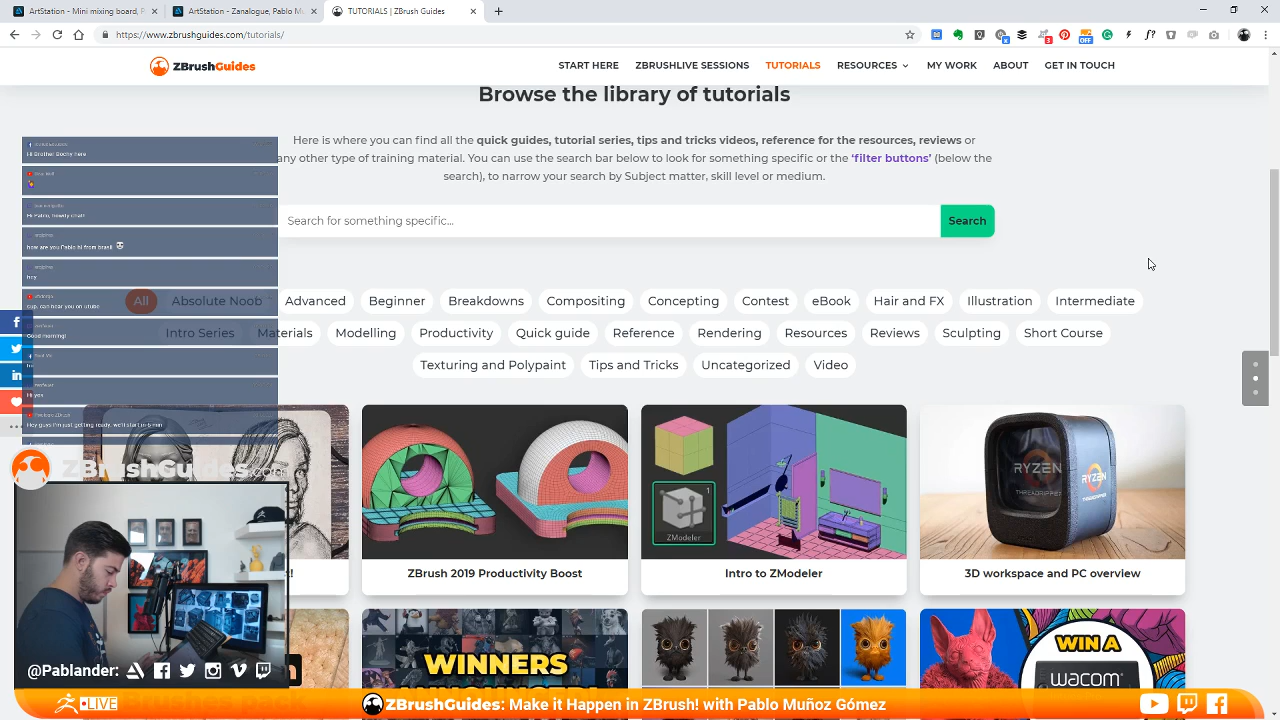 ArtStation - Mini mixing board,
ArtStation - Zanalogue, Pablo M
TUTORIALS | ZBrush Guides
https://www.zbrushguides.com/tutorials/
ZBrushGuides
START HERE
ZBRUSHLIVE SESSIONS
TUTORIALS
RESOURCES
MY WORK
ABOUT
GET IN TOUCH
Browse the library of tutorials
Here is where you can find all the quick guides, tutorial series, tips and tricks videos, reference for the resources, reviews or
any other type of training material. You can use the search bar below to look for something specific or the 'filter buttons' (below the
search), to narrow your search by Subject matter, skill level or medium.
Search for something specific...
Search
All
Absolute Noob
Advanced
Beginner
Breakdowns
Compositing
Concepting
Contest
eBook
Hair and FX
Illustration
Intermediate
Intro Series
Materials
Modelling
Productivity
Quick guide
Reference
Rendering
Resources
Reviews
Sculpting
Short Course
Texturing and Polypaint
Tips and Tricks
Uncategorized
Video
Hi Brother Gochy here
Hi Pablo, howdy chat!
how are you Pablo hi from brasil
hey
sup, can hear you on utube
Good morning!
Hi yes
Hey guys I'm just getting ready, we'll start in 6 min
ZBrushGuides.com
1
ZModeler
RYZEN
THREADRIPPER
RYZEN
ZBrush 2019 Productivity Boost
Intro to ZModeler
3D workspace and PC overview
WINNERS
WIN A
wacom
@Pablander:
Brushes pack
LIVE
ZBrushGuides: Make it Happen in ZBrush! with Pablo Muñoz Gómez